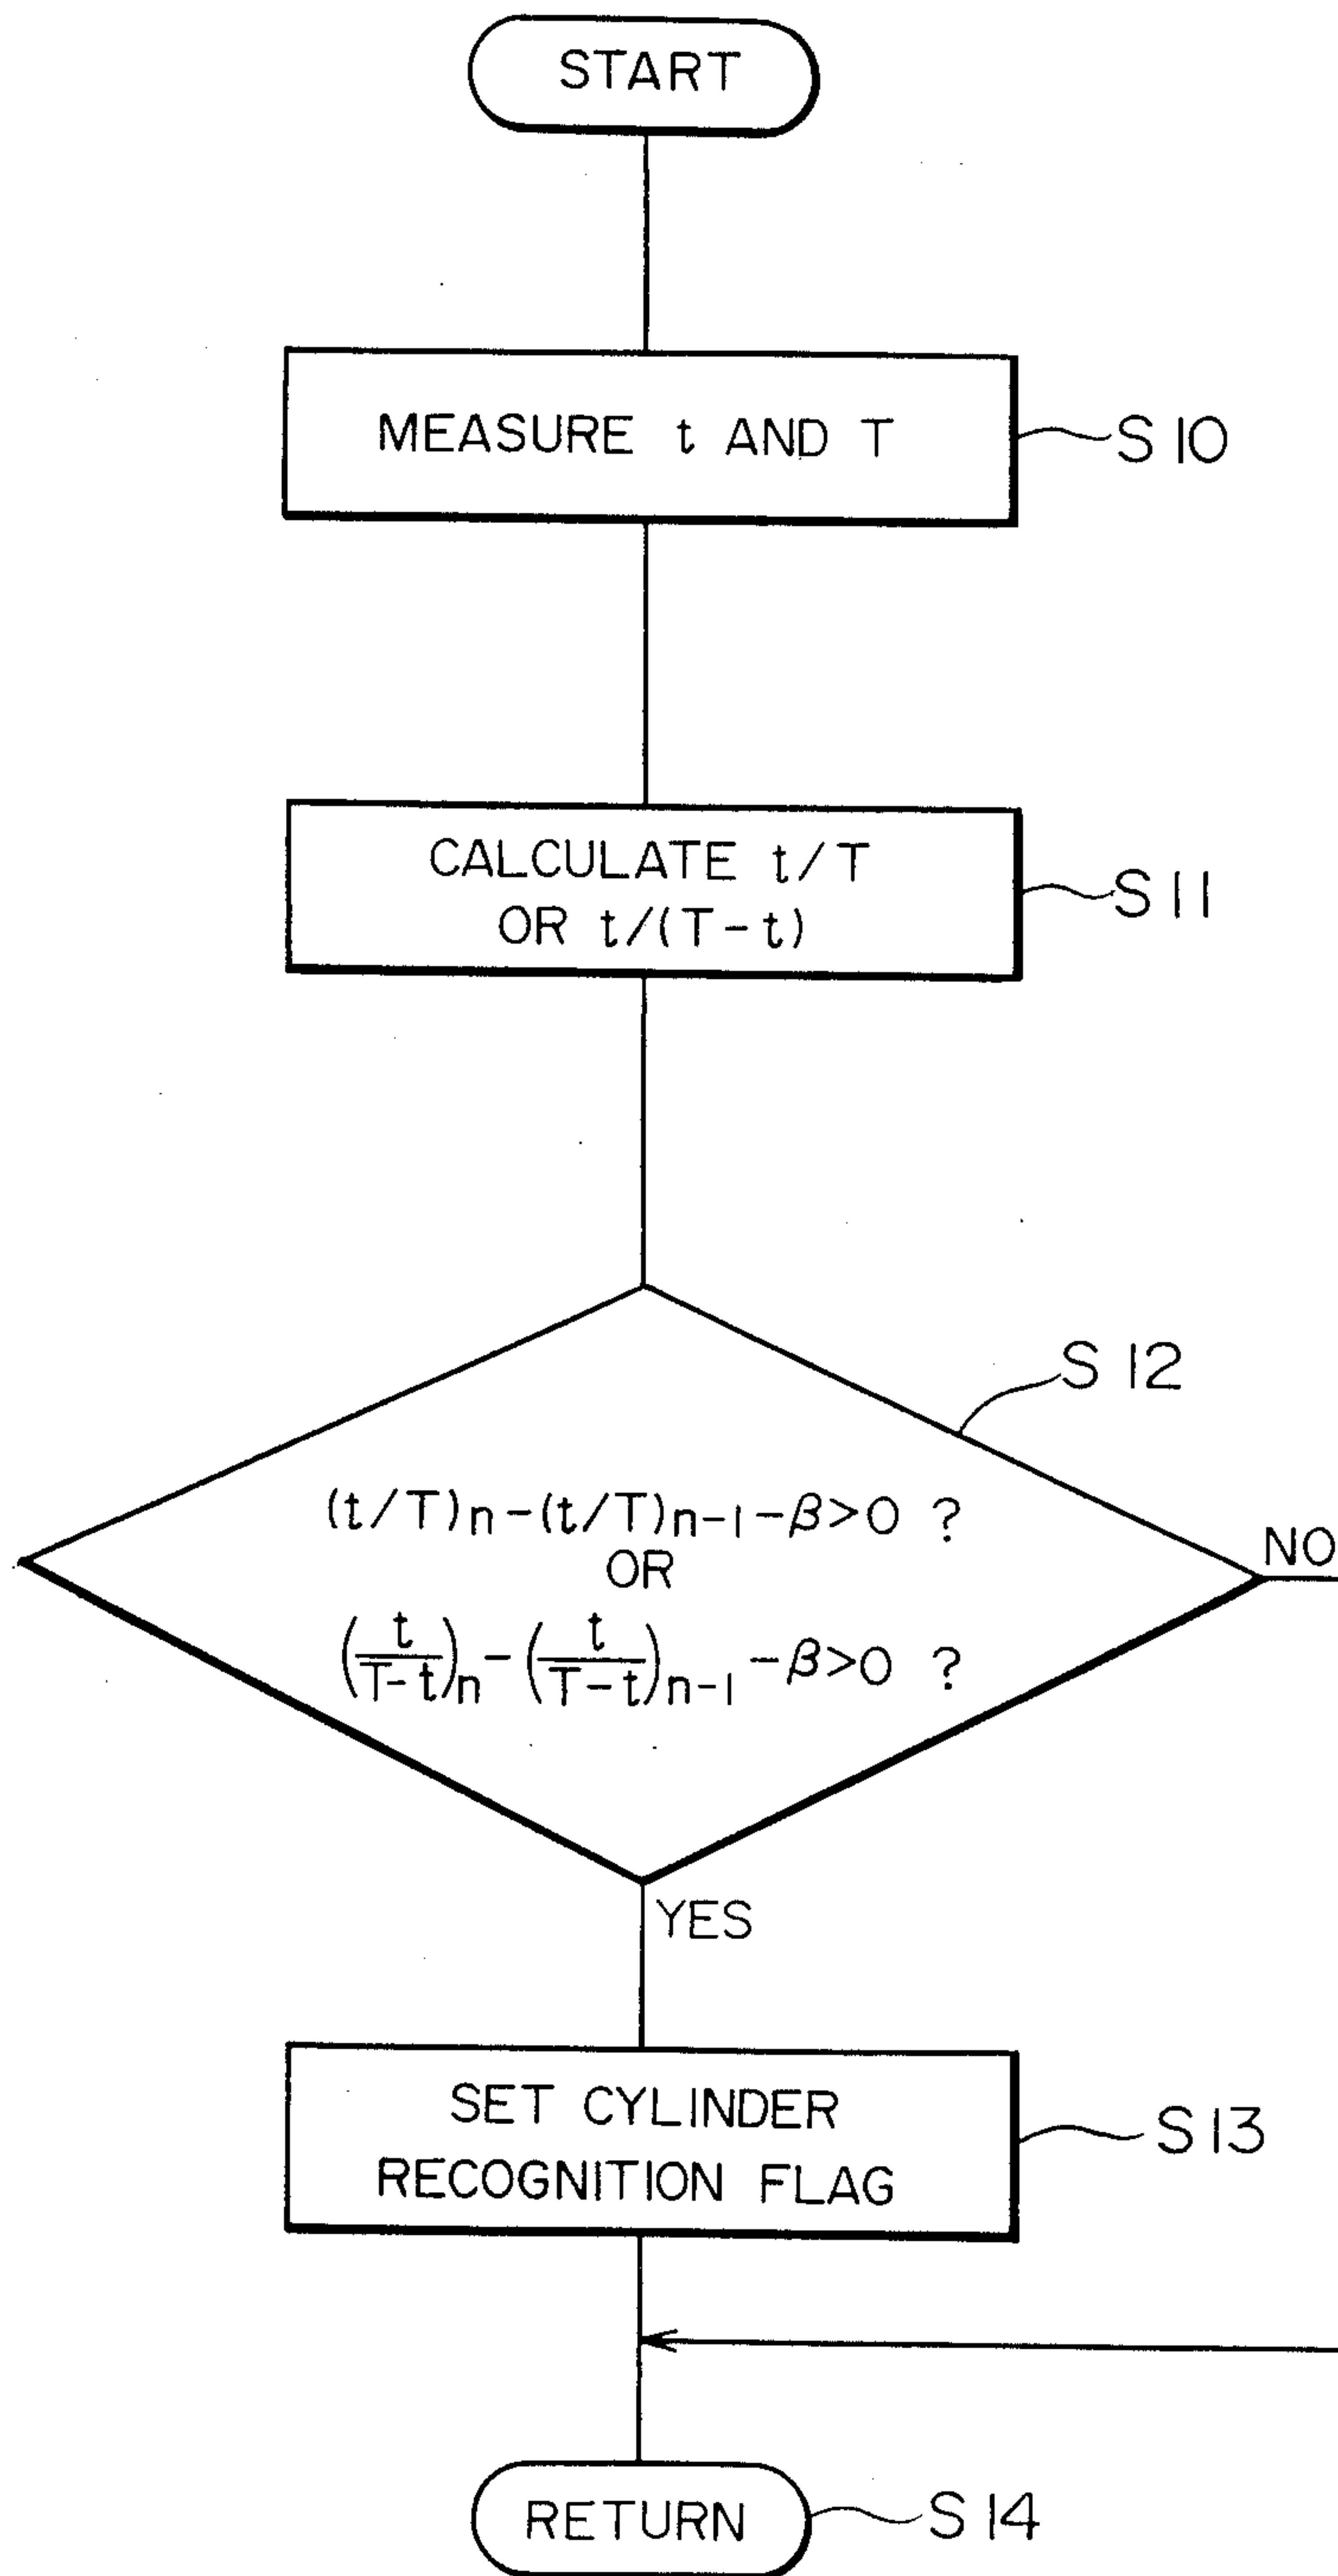 START
MEASURE t AND T
S10
CALCULATE t/T
OR t/(T-t)
S11
S12
(t/T)n-(t/T)n-1-β>0 ?
OR
(t/T-t)n-(t/T-t)n-1-β>0 ?
NO
YES
SET CYLINDER
RECOGNITION FLAG
S13
RETURN
S14